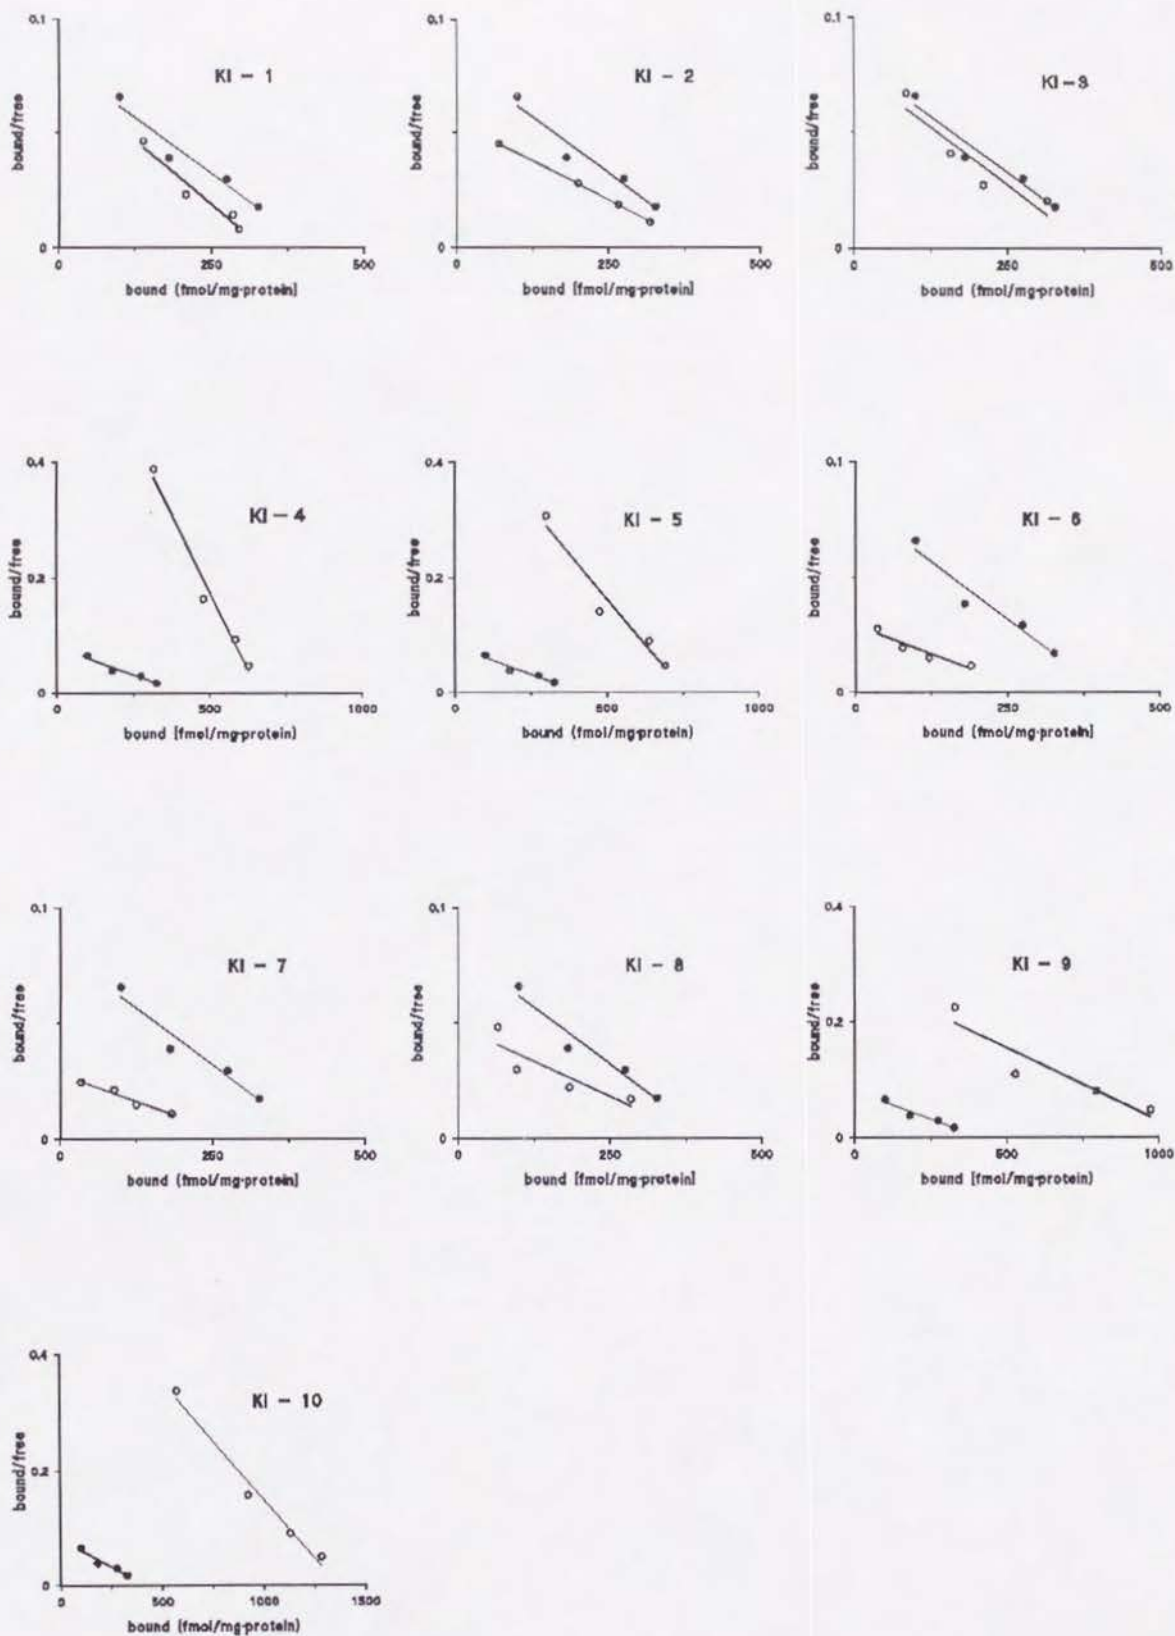 0.1
KI – 1
bound/free
0
0
250
500
bound (fmol/mg·protein]
0.1
KI – 2
bound/free
0
0
250
500
bound [fmol/mg·protein]
0.1
KI – 3
bound/free
0
0
250
500
bound (fmol/mg·protein]
0.4
KI – 4
bound/free
0.2
0
0
500
1000
bound [fmol/mg·protein)
0.4
KI – 5
bound/free
0.2
0
0
500
1000
bound (fmol/mg·protein)
0.1
KI – 6
bound/free
0
0
250
500
bound (fmol/mg·protein]
0.1
KI – 7
bound/free
0
0
250
500
bound (fmol/mg·protein]
0.1
KI – 8
bound/free
0
0
250
500
bound [fmol/mg·protein]
0.4
KI – 9
bound/free
0.2
0
0
500
1000
bound [fmol/mg·protein)
0.4
KI – 10
bound/free
0.2
0
0
500
1000
1500
bound (fmol/mg·protein)